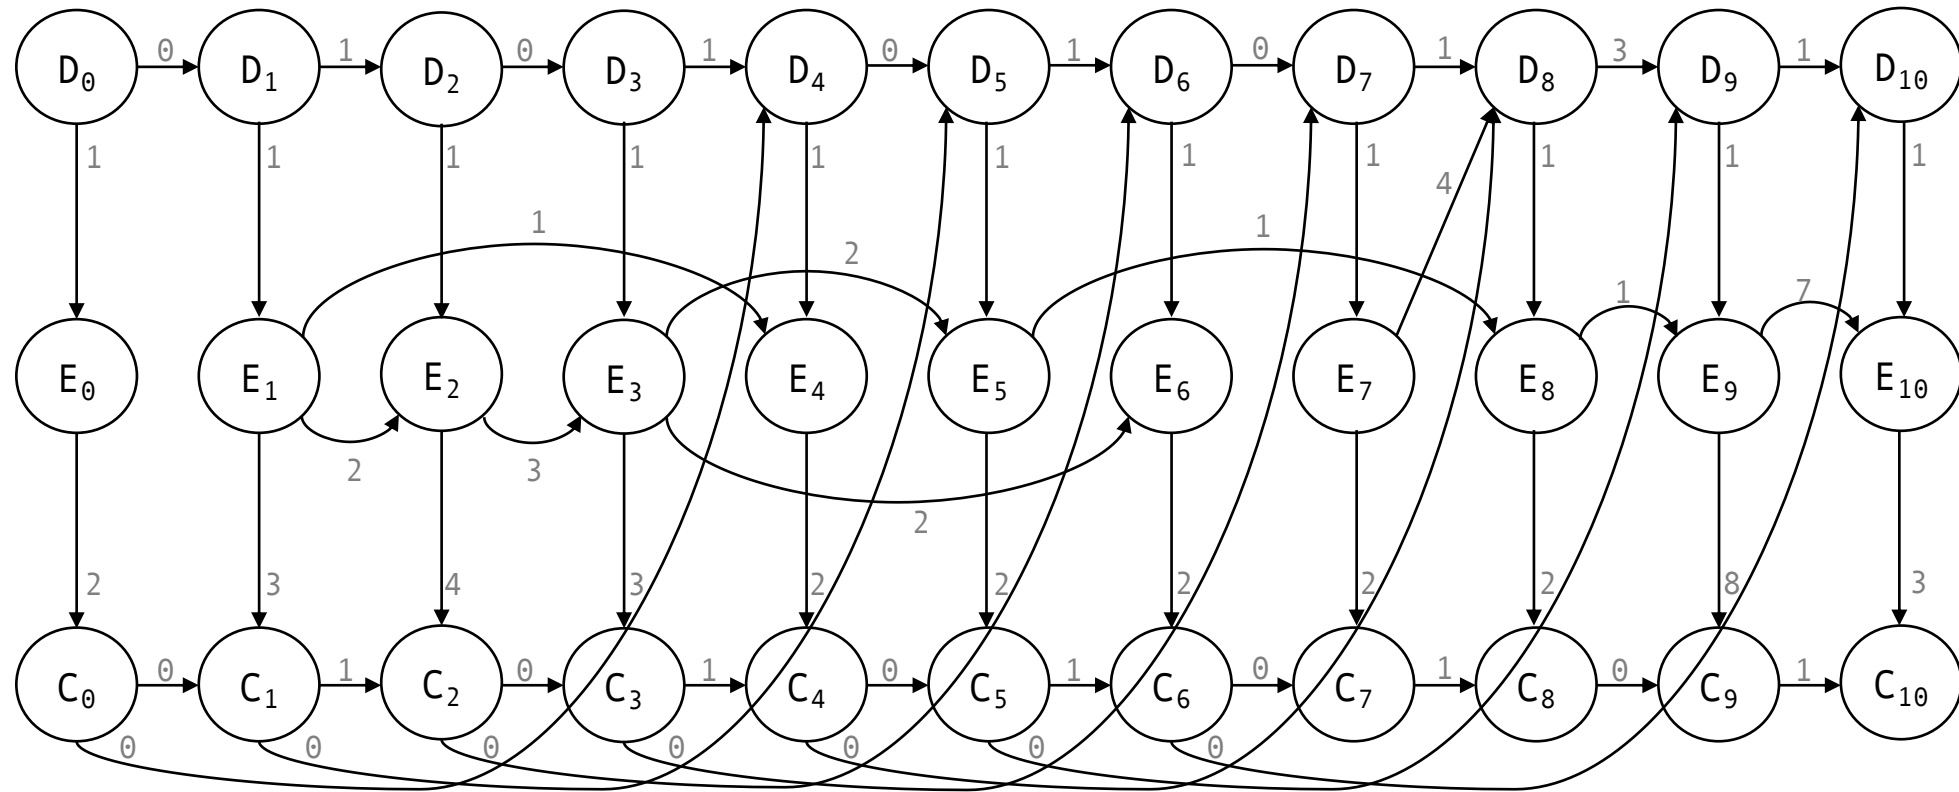 0 1 0 1 0 1 0 1 3 1
D₀ D₁ D₂ D₃ D₄ D₅ D₆ D₇ D₈ D₉ D₁₀
1 1 1 1 1 1 1 1 1 1 1
4
1 2 1
1 7
E₀ E₁ E₂ E₃ E₄ E₅ E₆ E₇ E₈ E₉ E₁₀
2 3
2
2 3 4 3 2 2 2 2 2 8 3
0 1 0 1 0 1 0 1 0 1
C₀ C₁ C₂ C₃ C₄ C₅ C₆ C₇ C₈ C₉ C₁₀
0 0 0 0 0 0 0